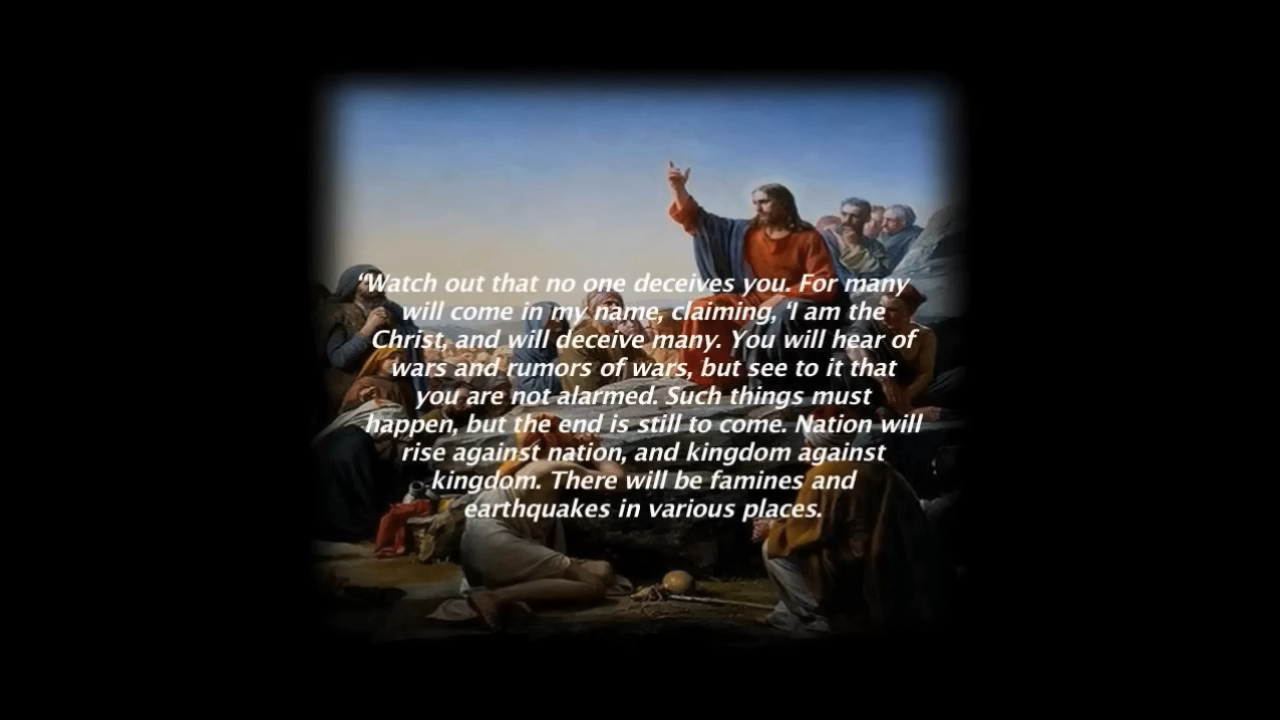 “Watch out that no one deceives you. For many
will come in my name, claiming, ‘I am the
Christ, and will deceive many. You will hear of
wars and rumors of wars, but see to it that
you are not alarmed. Such things must
happen, but the end is still to come. Nation will
rise against nation, and kingdom against
kingdom. There will be famines and
earthquakes in various places.